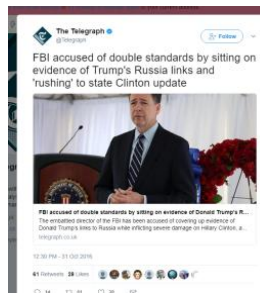 The Telegraph
@Telegraph
Follow
FBI accused of double standards by sitting on
evidence of Trump's Russia links and
'rushing' to state Clinton update
FBI accused of double standards by sitting on evidence of Donald Trump's R...
The embattled director of the FBI has been accused of covering up evidence of
Donald Trump's links to Russia while inflicting severe damage on Hillary Clinton, a...
telegraph.co.uk
12:30 PM - 31 Oct 2016
41 Retweets 28 Likes